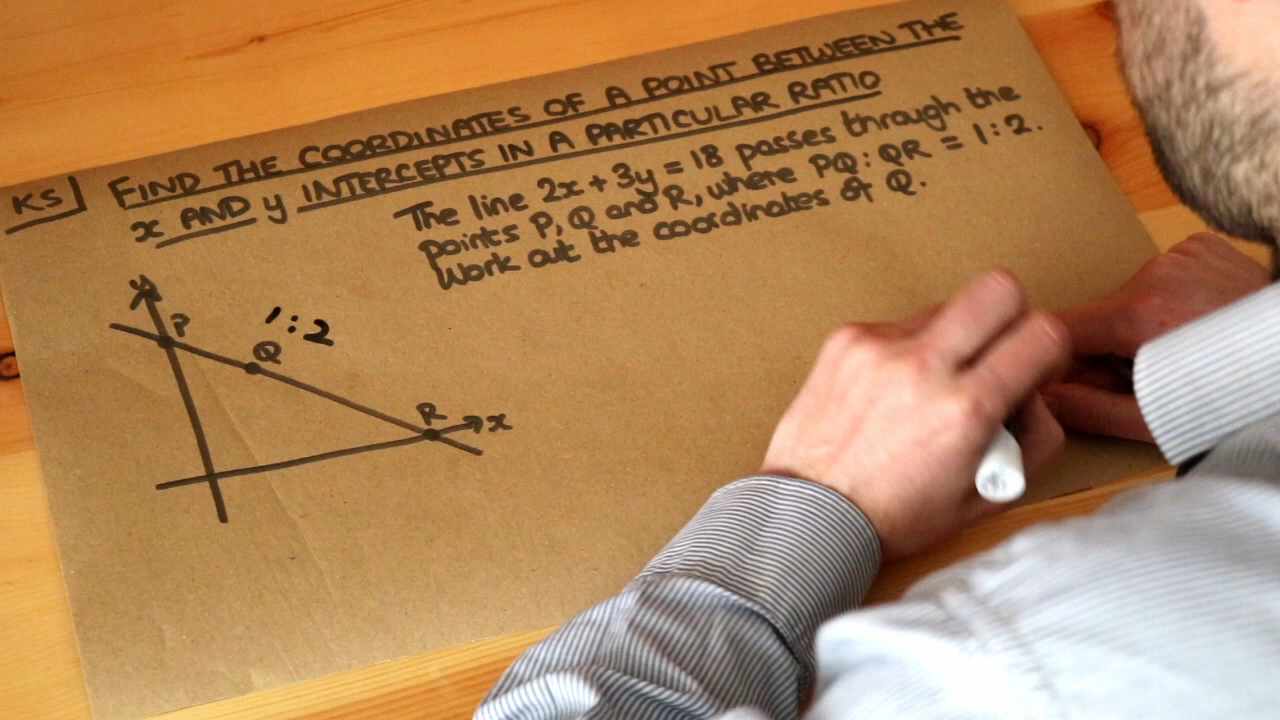 KS FIND THE COORDINATES OF A POINT BETWEEN THE
x AND y INTERCEPTS IN A PARTICULAR RATIO
The line 2x + 3y = 18 passes through the
points P, Q and R, where PQ : QR = 1 : 2.
Work out the coordinates of Q.
y
P
1 : 2
Q
R
x